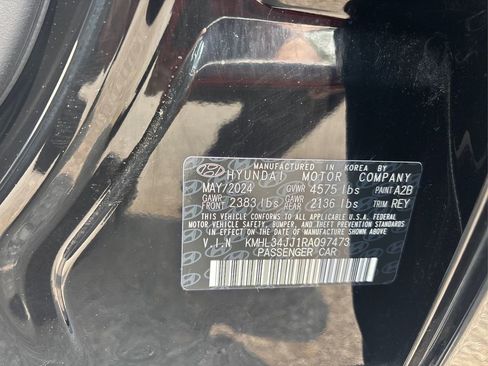 MANUFACTURED IN KOREA
HYUNDAI MOTOR COMPANY
MAY/2024 GVWR 4575 lbs PAINT A2B
GAWR FRONT 2383 lbs GAWR REAR 2136 lbs TRIM REY
THIS VEHICLE CONFORMS TO ALL APPLICABLE U.S. FEDERAL
MOTOR VEHICLE SAFETY, BUMPER, AND THEFT PREVENTION
STANDARDS IN EFFECT ON THE DATE OF MANUFACTURE SHOWN ABOVE.
V.I.N KMHL34JJ1RA097473
PASSENGER CAR